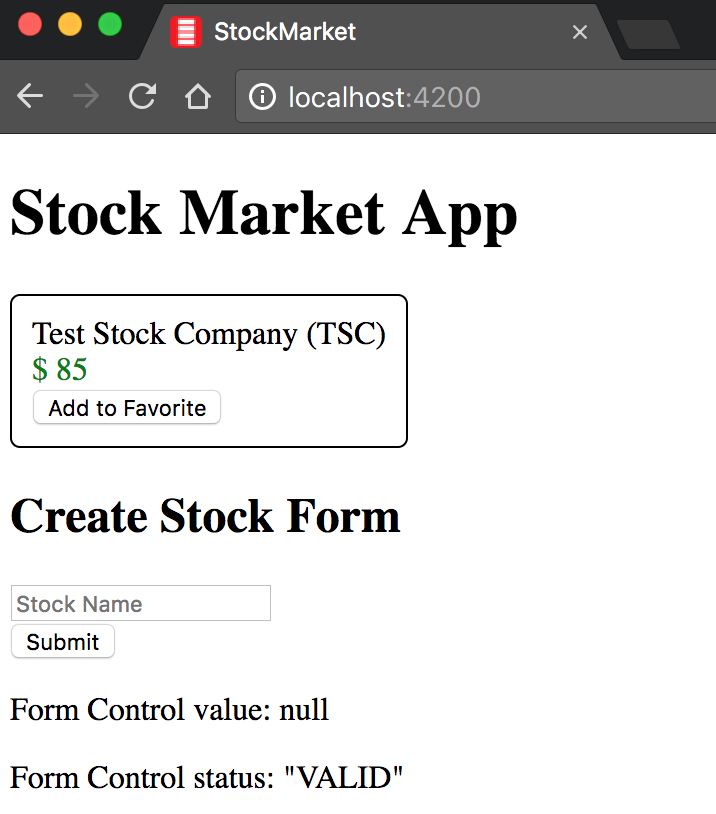 StockMarket
localhost:4200
Stock Market App
Test Stock Company (TSC)
$ 85
Add to Favorite
Create Stock Form
Stock Name
Submit
Form Control value: null
Form Control status: "VALID"